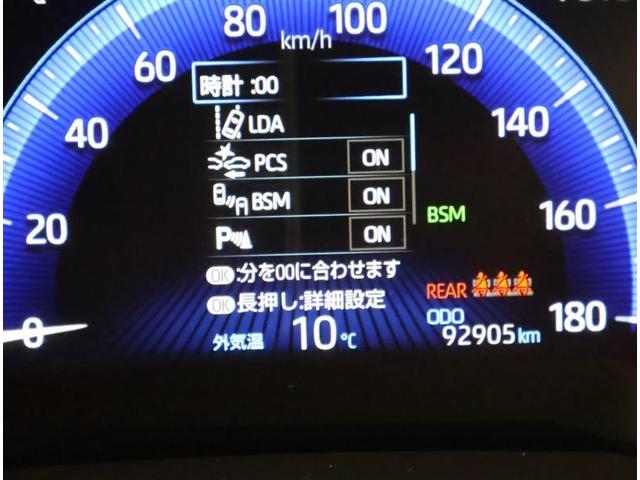 80
100
km/h
60
120
時計 :00
40
LDA
140
PCS ON
BSM ON
BSM
160
20
P ON
OK :分を00に合わせます
OK 長押し:詳細設定
REAR
ODO
0
外気温 10℃
92905km
180